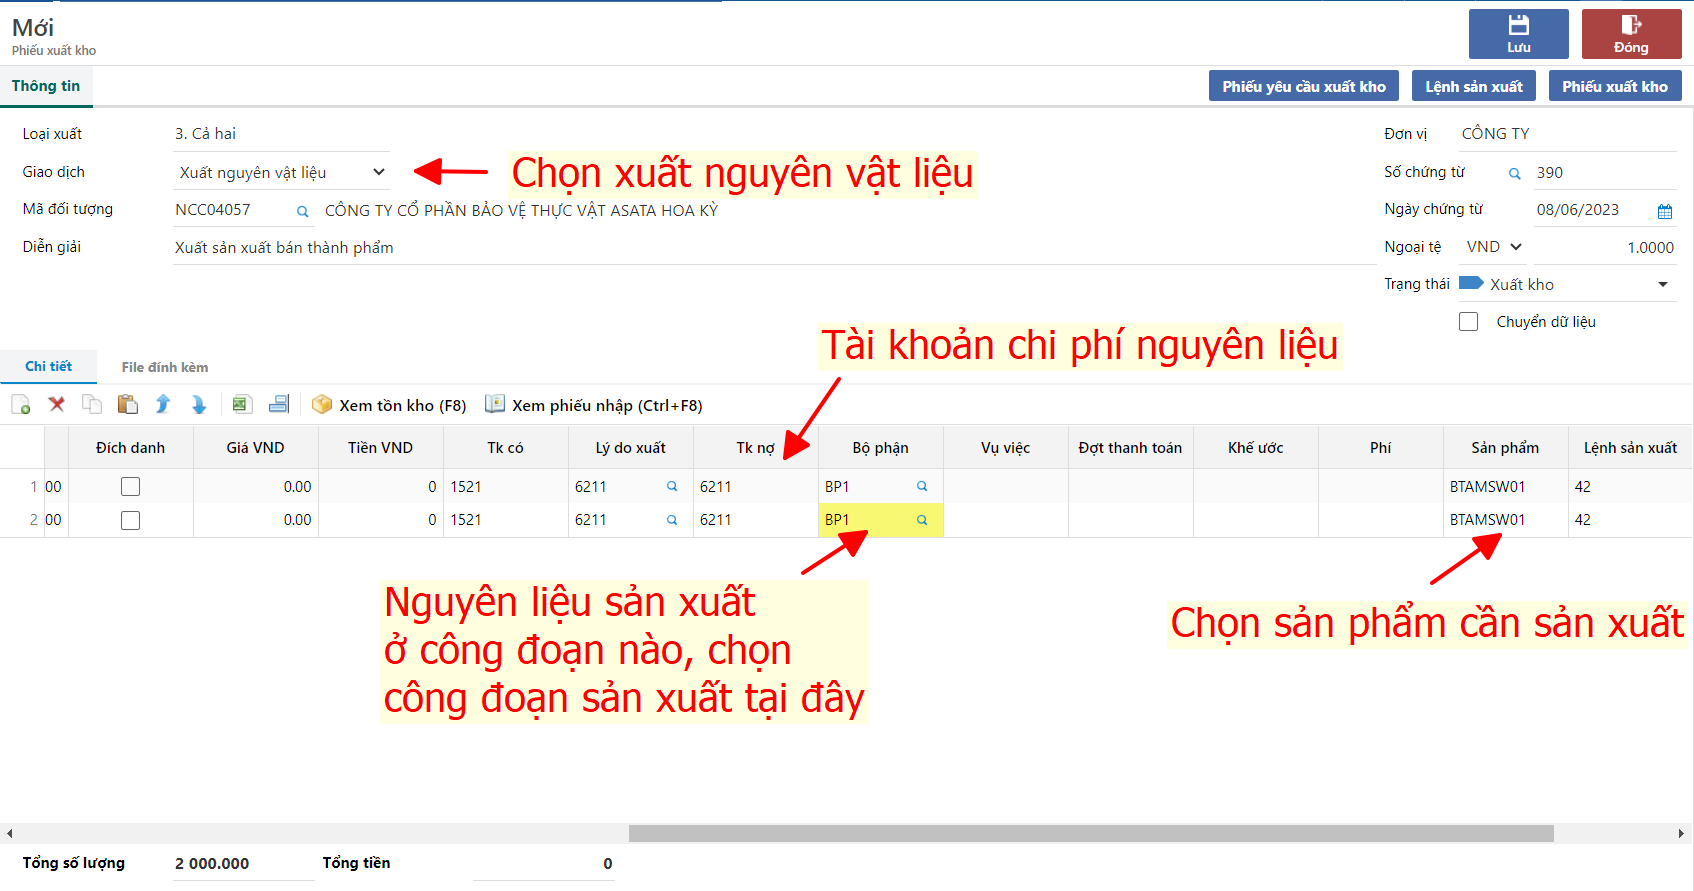 Mới
Phiếu xuất kho
Lưu
Đóng
Thông tin
Phiếu yêu cầu xuất kho
Lệnh sản xuất
Phiếu xuất kho
Loại xuất
3. Cả hai
Đơn vị
CÔNG TY
Giao dịch
Xuất nguyên vật liệu
Chọn xuất nguyên vật liệu
Số chứng từ
390
Mã đối tượng
NCC04057
CÔNG TY CỔ PHẦN BẢO VỆ THỰC VẬT ASATA HOA KỲ
Ngày chứng từ
08/06/2023
Diễn giải
Xuất sản xuất bán thành phẩm
Ngoại tệ
VND
1.0000
Trạng thái
Xuất kho
Chuyển dữ liệu
Tài khoản chi phí nguyên liệu
Chi tiết
File đính kèm
Xem tồn kho (F8)
Xem phiếu nhập (Ctrl+F8)
Đích danh
Giá VND
Tiền VND
Tk có
Lý do xuất
Tk nợ
Bộ phận
Vụ việc
Đợt thanh toán
Khế ước
Phí
Sản phẩm
Lệnh sản xuất
1
00
0.00
0
1521
6211
6211
BP1
BTAMSW01
42
2
00
0.00
0
1521
6211
6211
BP1
BTAMSW01
42
Nguyên liệu sản xuất
ở công đoạn nào, chọn
công đoạn sản xuất tại đây
Chọn sản phẩm cần sản xuất
Tổng số lượng
2 000.000
Tổng tiền
0